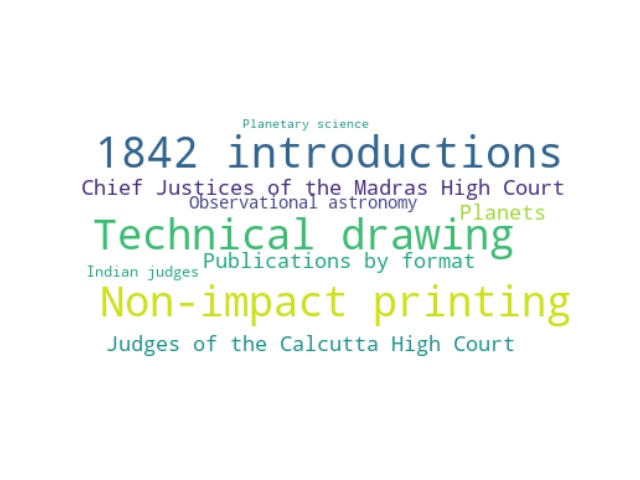 Planetary science
1842 introductions
Chief Justices of the Madras High Court
Observational astronomy
Planets
Technical drawing
Publications by format
Indian judges
Non-impact printing
Judges of the Calcutta High Court